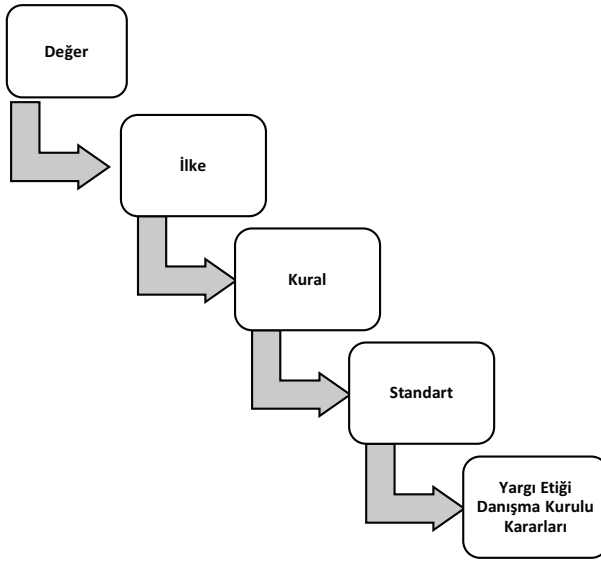 Değer
İlke
Kural
Standart
Yargı Etiği
Danışma Kurulu
Kararları